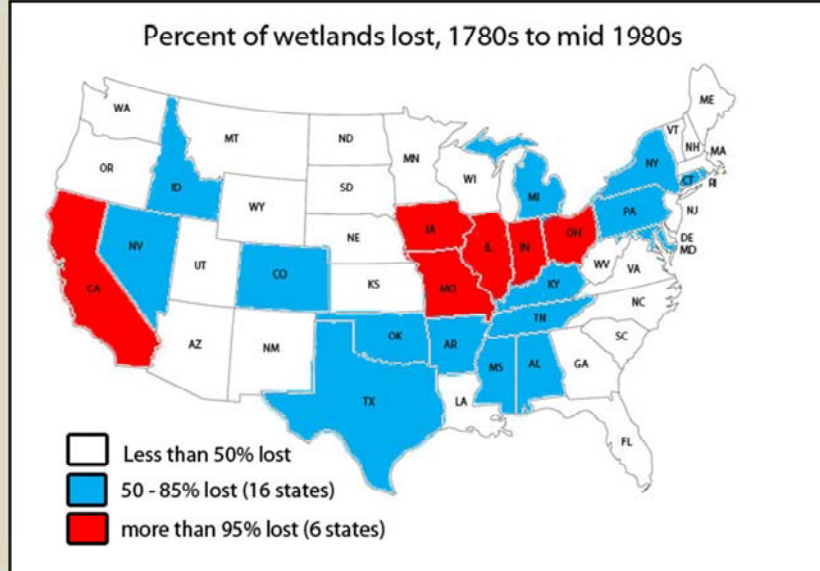 Percent of wetlands lost, 1780s to mid 1980s
WA
MT
ND
MN
ME
VT
NH
MA
OR
ID
SD
WI
MI
NY
CT
RI
WY
IA
PA
NJ
NV
UT
NE
IL
IN
OH
DE
MD
CA
CO
KS
MO
WV
VA
KY
NC
AZ
NM
OK
AR
TN
SC
TX
LA
MS
AL
GA
FL
Less than 50% lost
50 - 85% lost (16 states)
more than 95% lost (6 states)